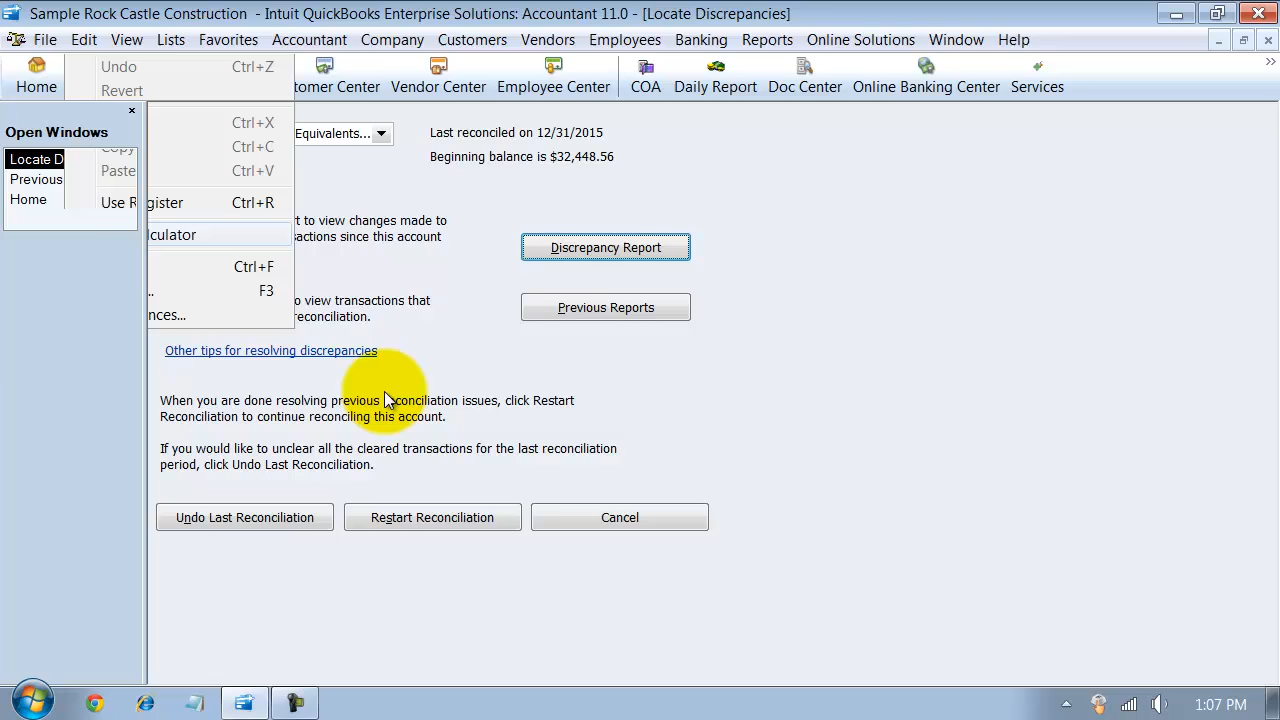 Sample Rock Castle Construction - Intuit QuickBooks Enterprise Solutions: Accountant 11.0 - [Locate Discrepancies]
File Edit View Lists Favorites Accountant Company Customers Vendors Employees Banking Reports Online Solutions Window Help
Home
Undo Ctrl+Z
Revert
tomer Center Vendor Center Employee Center COA Daily Report Doc Center Online Banking Center Services
Open Windows
Locate D
Previous
Home
Ctrl+X
Copy Ctrl+C
Paste Ctrl+V
Use R gister Ctrl+R
lculator
Ctrl+F
.. F3
nces...
Equivalents...
Last reconciled on 12/31/2015
Beginning balance is $32,448.56
rt to view changes made to
sactions since this account
Discrepancy Report
o view transactions that
reconciliation.
Previous Reports
Other tips for resolving discrepancies
When you are done resolving previous reconciliation issues, click Restart
Reconciliation to continue reconciling this account.
If you would like to unclear all the cleared transactions for the last reconciliation
period, click Undo Last Reconciliation.
Undo Last Reconciliation Restart Reconciliation Cancel
1:07 PM